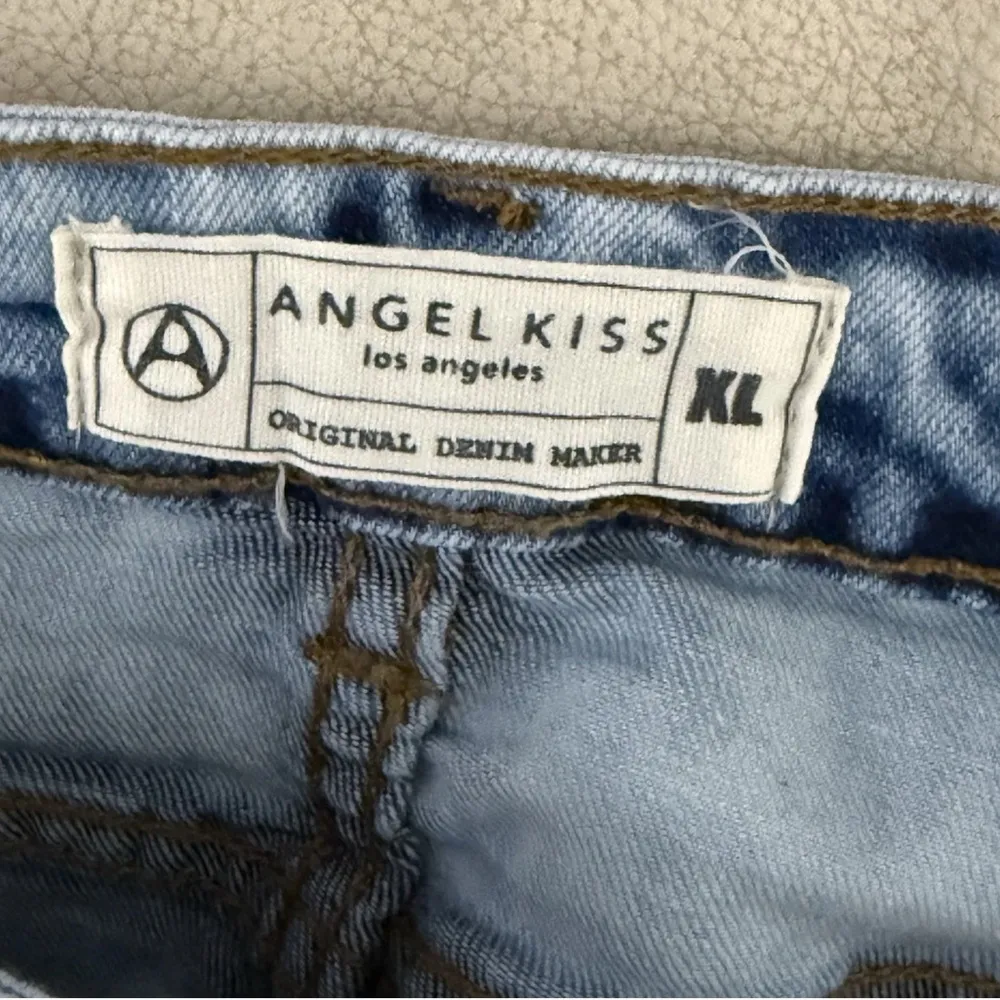 A
ANGEL KISS
los angeles
ORIGINAL DENIM MAKER
XL